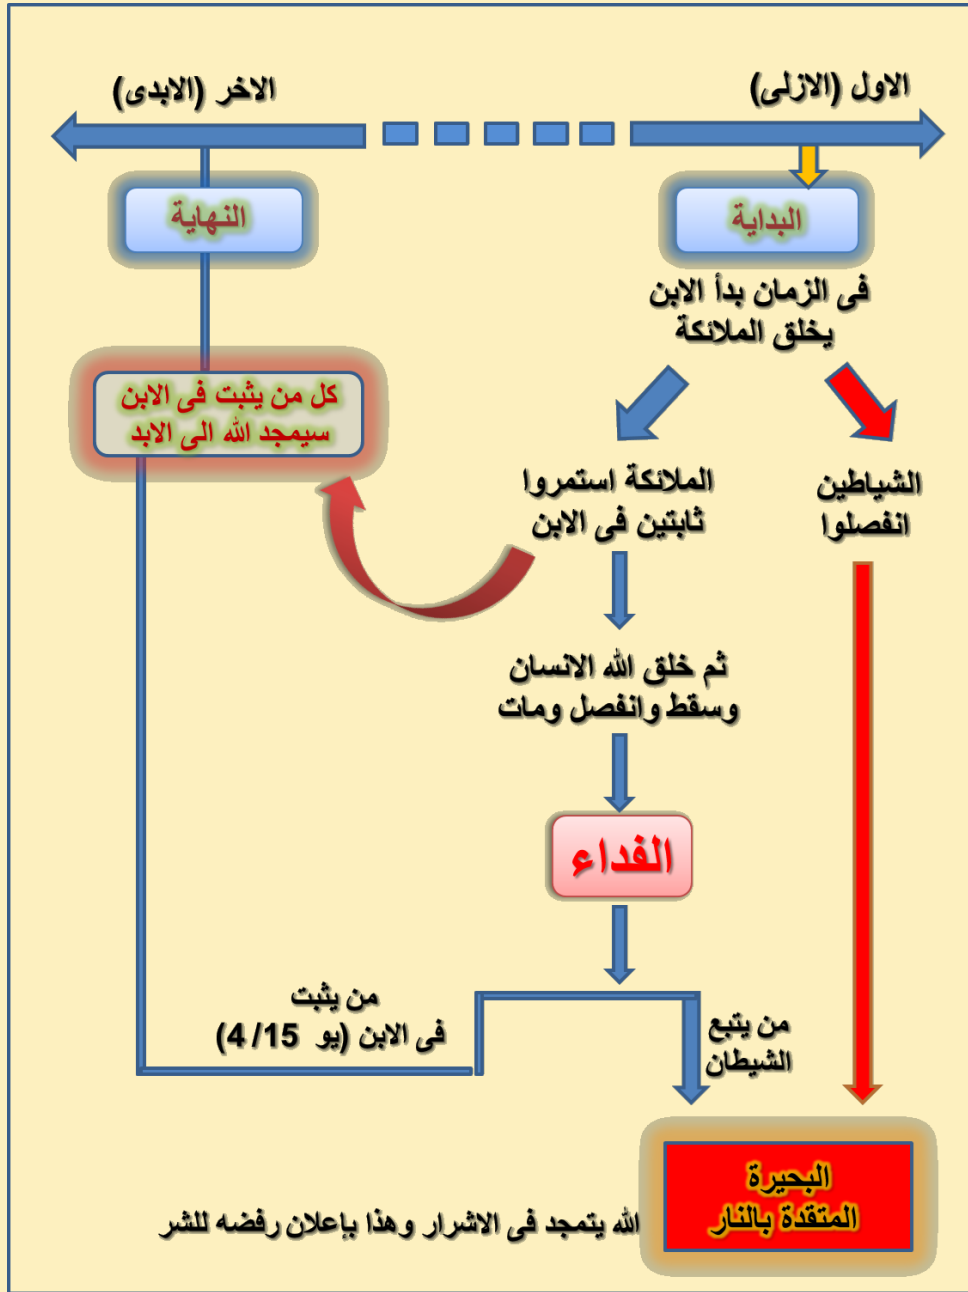 الاول (الازلى)
الاخر (الابدى)
البداية
النهاية
فى الزمان بدأ الابن
يخلق الملائكة
كل من يثبت فى الابن
سيمجد الله الى الابد
الشياطين
انفصلوا
الملائكة استمروا
ثابتين فى الابن
ثم خلق الله الانسان
وسقط وانفصل ومات
الفداء
من يتبع
الشيطان
من يثبت
فى الابن (يو 4/15)
البحيرة
المتقدة بالنار
الله يتمجد فى الاشرار وهذا بإعلان رفضه للشر